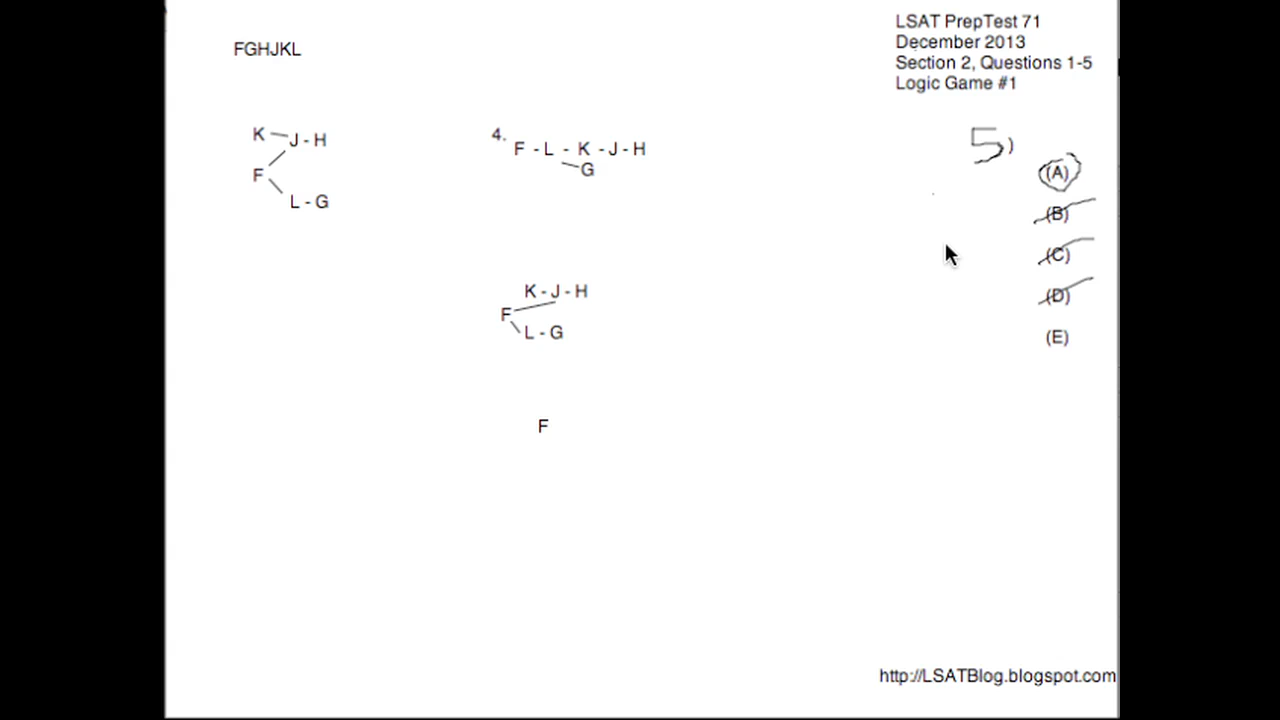 LSAT PrepTest 71
December 2013
Section 2, Questions 1-5
Logic Game #1
FGHJKL
K J - H
F
L - G
4.
F - L - K - J - H
G
K - J - H
F
L - G
F
5)
(A)
(B)
(C)
(D)
(E)
http://LSATBlog.blogspot.com